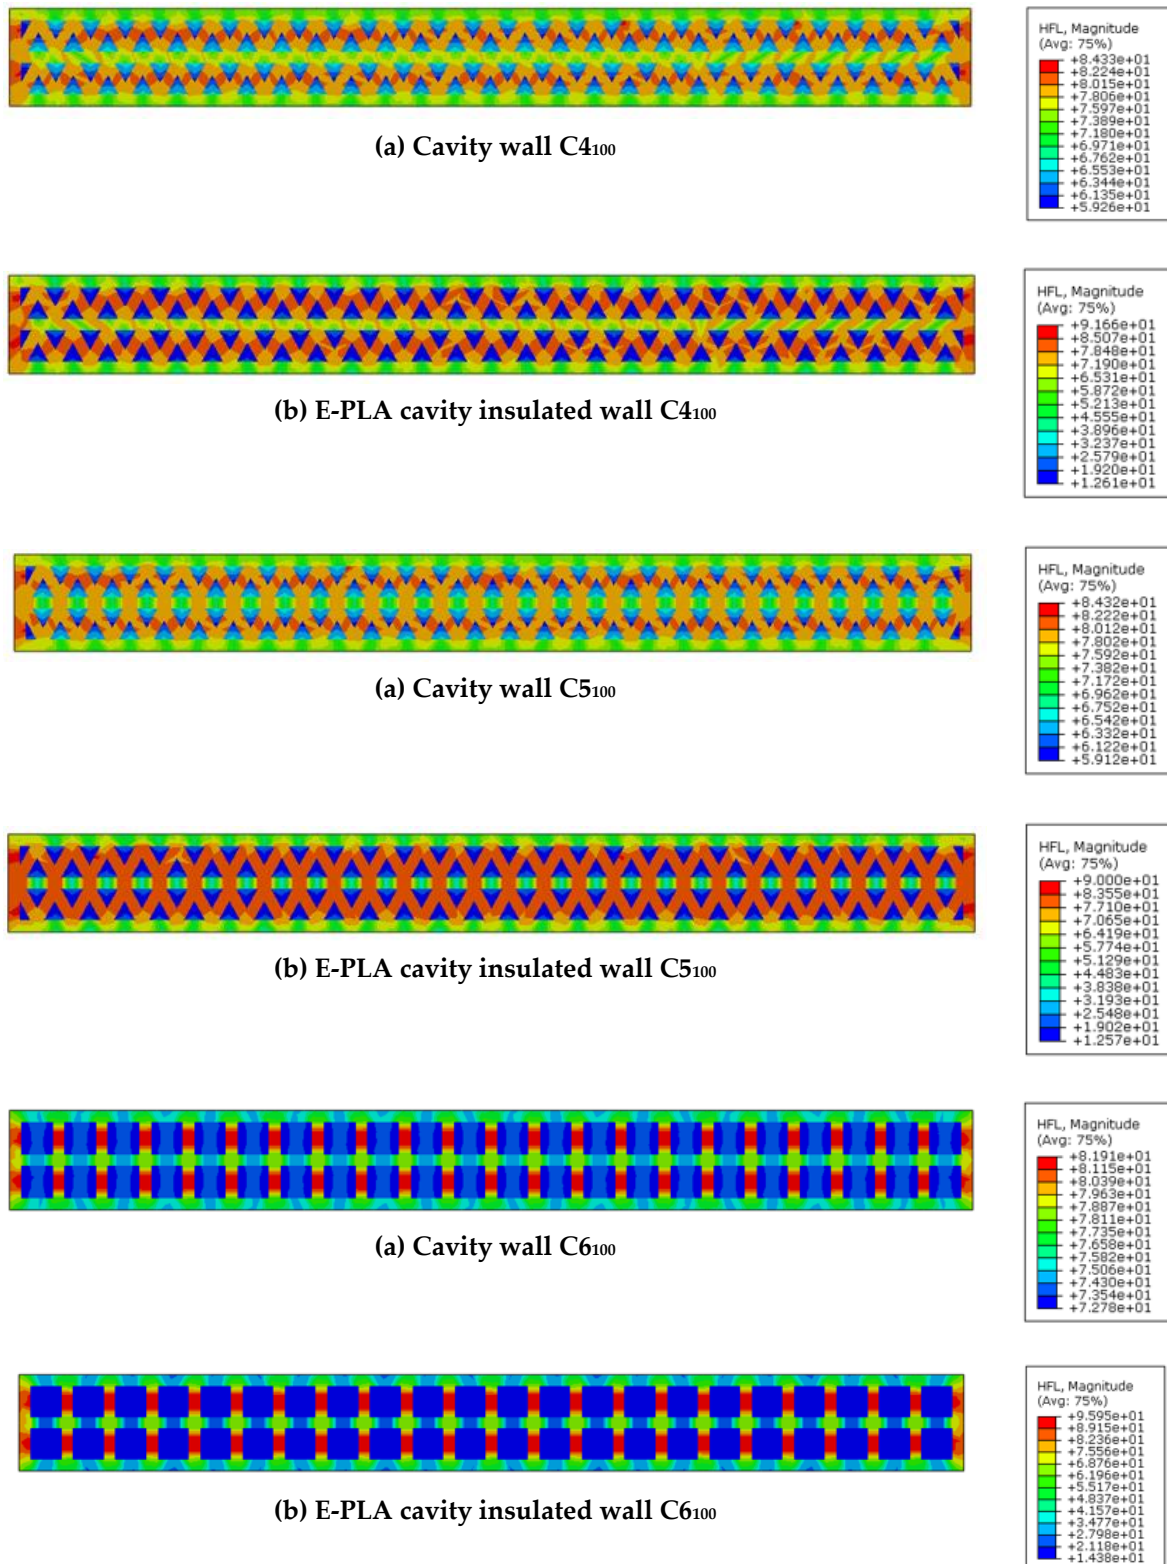 HFL, Magnitude
(Avg: 75%)
+8.433e+01
+8.224e+01
+8.015e+01
+7.806e+01
+7.597e+01
+7.389e+01
+7.180e+01
+6.971e+01
+6.762e+01
+6.553e+01
+6.344e+01
+6.135e+01
+5.926e+01
(a) Cavity wall C4100
HFL, Magnitude
(Avg: 75%)
+9.166e+01
+8.507e+01
+7.848e+01
+7.190e+01
+6.531e+01
+5.872e+01
+5.213e+01
+4.555e+01
+3.896e+01
+3.237e+01
+2.579e+01
+1.920e+01
+1.261e+01
(b) E-PLA cavity insulated wall C4100
HFL, Magnitude
(Avg: 75%)
+8.432e+01
+8.222e+01
+8.012e+01
+7.802e+01
+7.592e+01
+7.382e+01
+7.172e+01
+6.962e+01
+6.752e+01
+6.542e+01
+6.332e+01
+6.122e+01
+5.912e+01
(a) Cavity wall C5100
HFL, Magnitude
(Avg: 75%)
+9.000e+01
+8.355e+01
+7.710e+01
+7.065e+01
+6.419e+01
+5.774e+01
+5.129e+01
+4.483e+01
+3.838e+01
+3.193e+01
+2.548e+01
+1.902e+01
+1.257e+01
(b) E-PLA cavity insulated wall C5100
HFL, Magnitude
(Avg: 75%)
+8.191e+01
+8.115e+01
+8.039e+01
+7.963e+01
+7.887e+01
+7.811e+01
+7.735e+01
+7.658e+01
+7.582e+01
+7.506e+01
+7.430e+01
+7.354e+01
+7.278e+01
(a) Cavity wall C6100
HFL, Magnitude
(Avg: 75%)
+9.595e+01
+8.915e+01
+8.236e+01
+7.556e+01
+6.876e+01
+6.196e+01
+5.517e+01
+4.837e+01
+4.157e+01
+3.477e+01
+2.798e+01
+2.118e+01
+1.438e+01
(b) E-PLA cavity insulated wall C6100